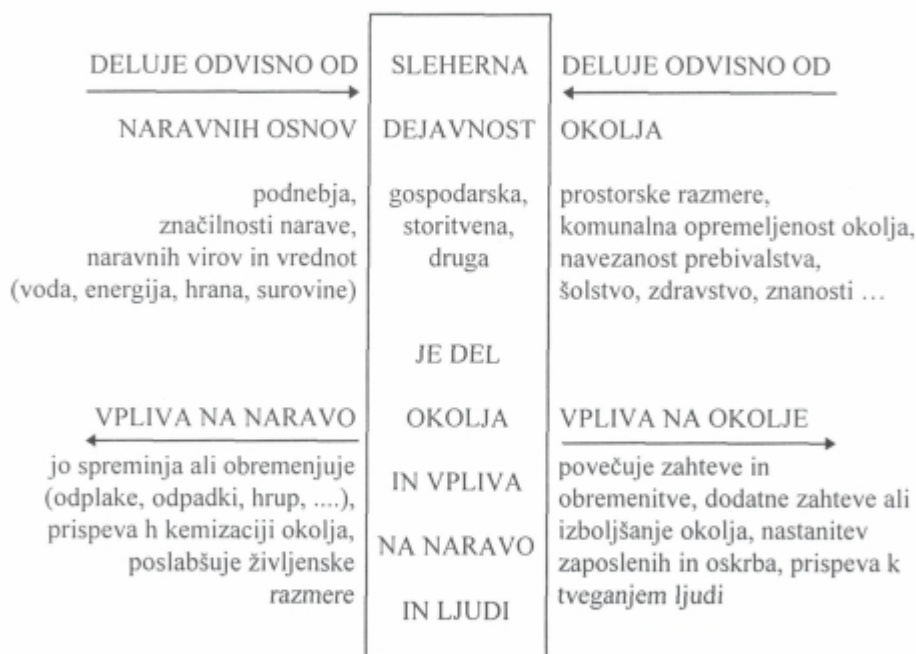 DELUJE ODVISNO OD
NARAVNIH OSNOV
podnebja,
značilnosti narave,
naravnih virov in vrednot
(voda, energija, hrana, surovine)
VPLIVA NA NARAVO
jo spreminja ali obremenjuje
(odplake, odpadki, hrup, ....),
prispeva h kemizaciji okolja,
poslabšuje življenske
razmere
SLEHERNA
DEJAVNOST
gospodarska,
storitvena,
druga
JE DEL
OKOLJA
IN VPLIVA
NA NARAVO
IN LJUDI
DELUJE ODVISNO OD
OKOLJA
prostorske razmere,
komunalna opremeljenost okolja,
navezanost prebivalstva,
šolstvo, zdravstvo, znanosti …
VPLIVA NA OKOLJE
povečuje zahteve in
obremenitve, dodatne zahteve ali
izboljšanje okolja, nastanitev
zaposlenih in oskrba, prispeva k
tveganjem ljudi